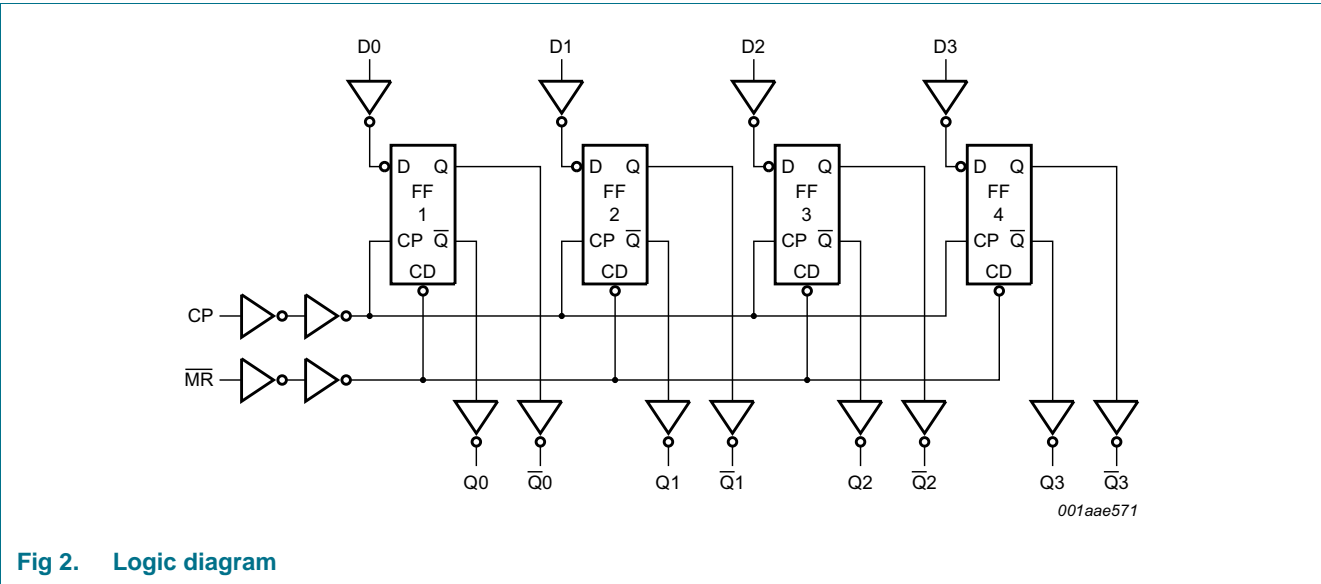 D0 D1 D2 D3
D Q D Q D Q D Q
FF FF FF FF
1 2 3 4
CP Q̅ CP Q̅ CP Q̅ CP Q̅
CD CD CD CD
CP
M̅R̅
Q0 Q̅0 Q1 Q̅1 Q2 Q̅2 Q3 Q̅3
001aae571
Fig 2. Logic diagram